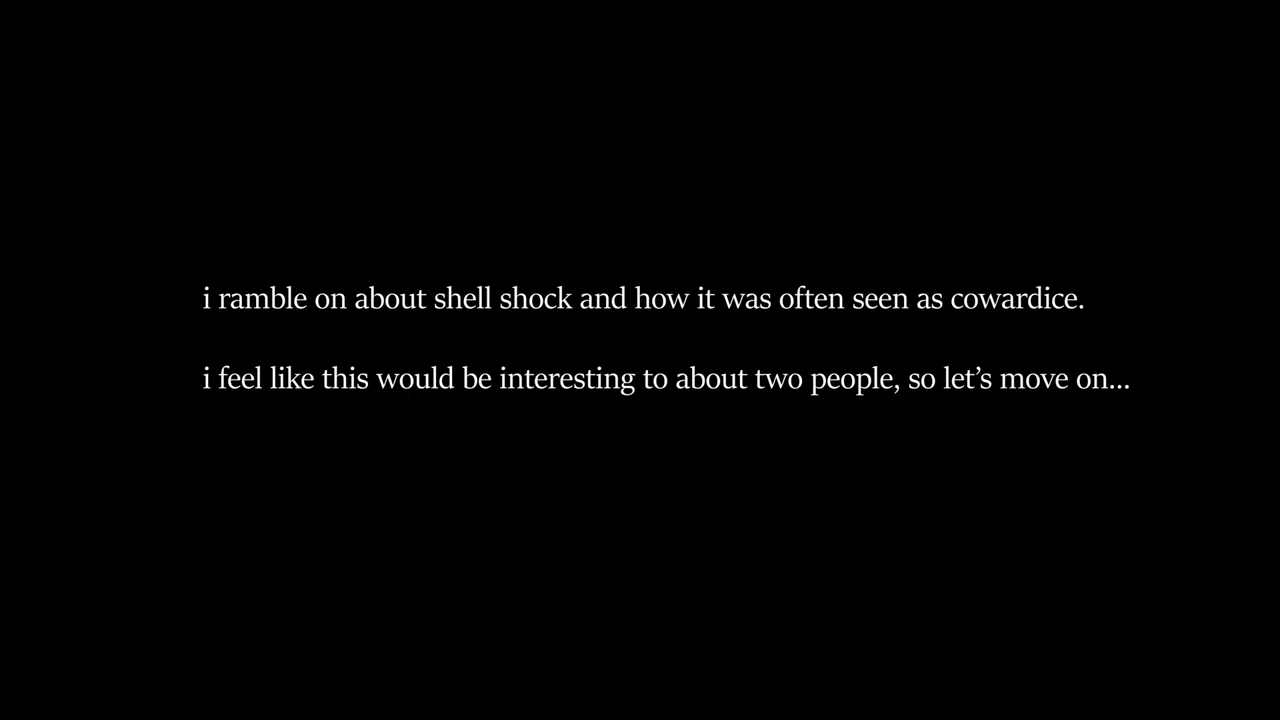 i ramble on about shell shock and how it was often seen as cowardice.
i feel like this would be interesting to about two people, so let’s move on...